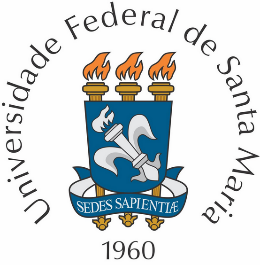 Universidade Federal de Santa Maria
SEDES SAPIENTIÆ
1960